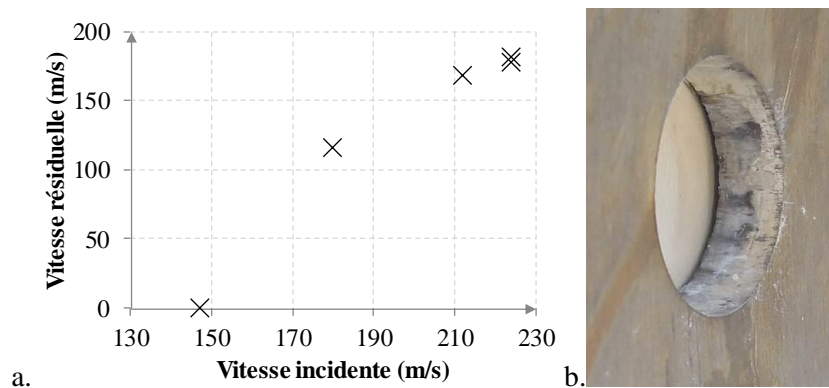 200
150
100
50
0
130 150 170 190 210 230
Vitesse résiduelle (m/s)
Vitesse incidente (m/s)
a.
b.